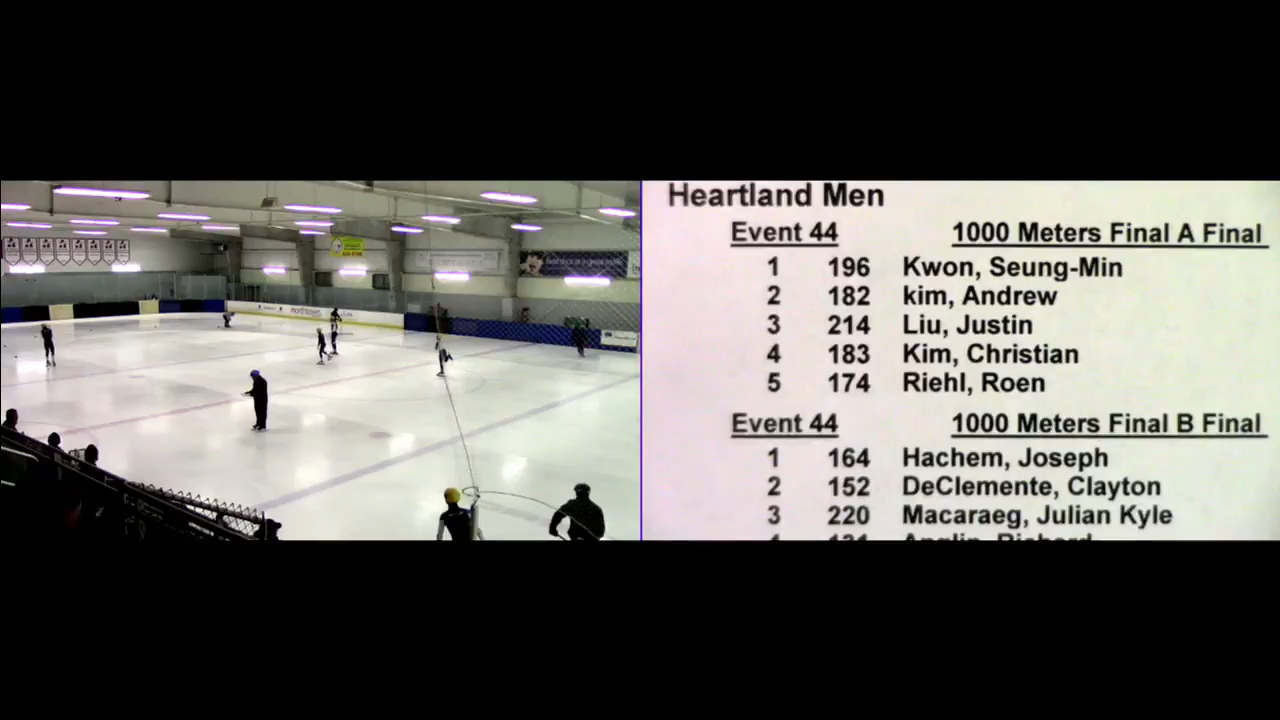 Heartland Men
Event 44 1000 Meters Final A Final
1 196 Kwon, Seung-Min
2 182 kim, Andrew
3 214 Liu, Justin
4 183 Kim, Christian
5 174 Riehl, Roen
Event 44 1000 Meters Final B Final
1 164 Hachem, Joseph
2 152 DeClemente, Clayton
3 220 Macaraeg, Julian Kyle